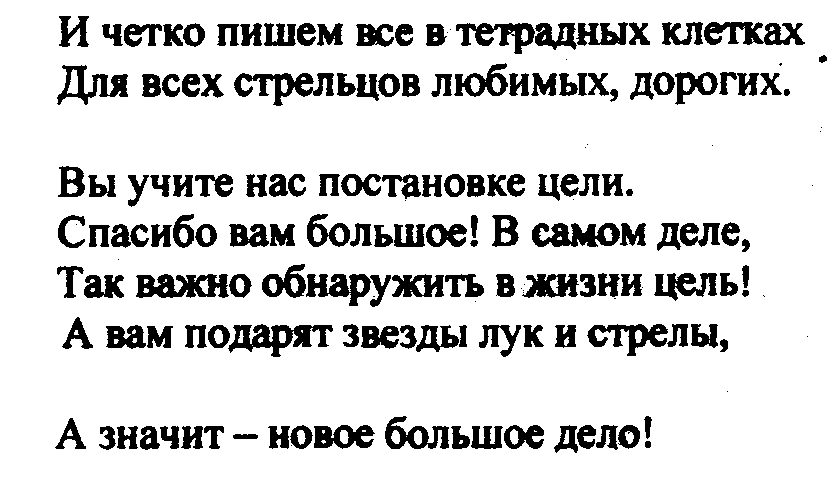 И четко пишем все в тетрадных клетках
Для всех стрельцов любимых, дорогих.
Вы учите нас постановке цели.
Спасибо вам большое! В самом деле,
Так важно обнаружить в жизни цель!
А вам подарят звезды лук и стрелы,
А значит – новое большое дело!